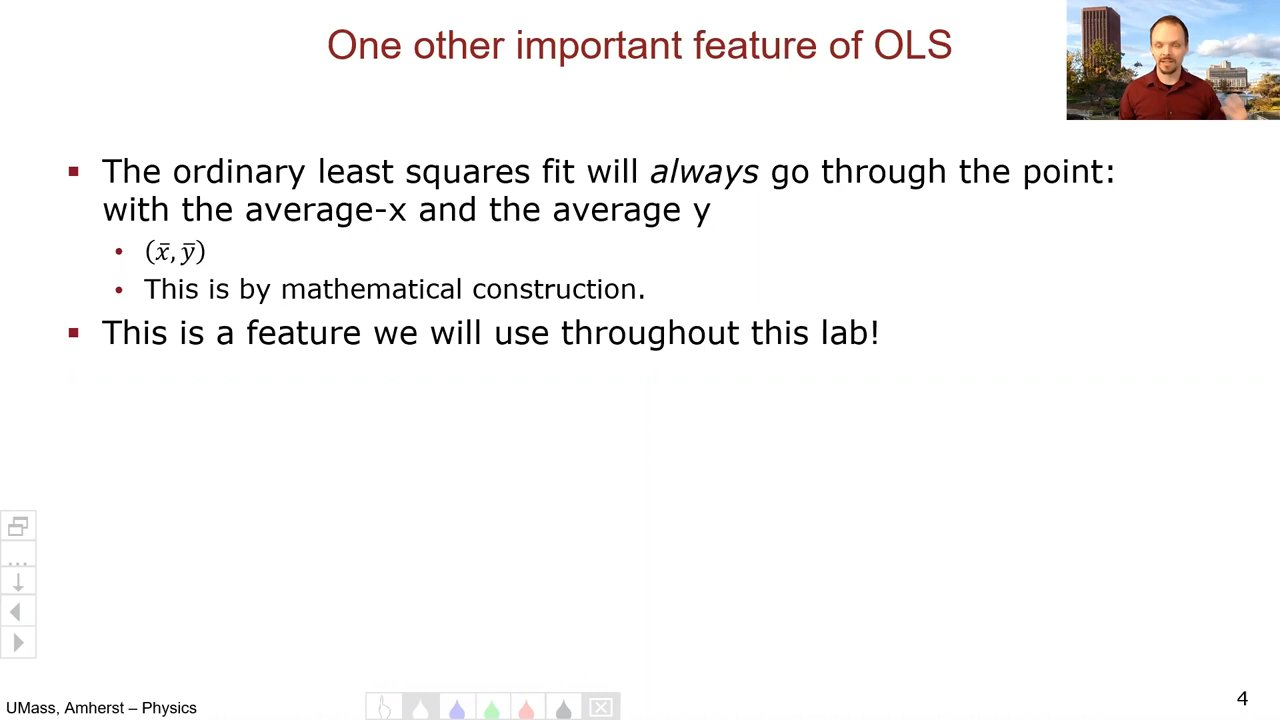 One other important feature of OLS
▪ The ordinary least squares fit will always go through the point:
with the average-x and the average y
• (x̄, ȳ)
• This is by mathematical construction.
▪ This is a feature we will use throughout this lab!
UMass, Amherst – Physics
4